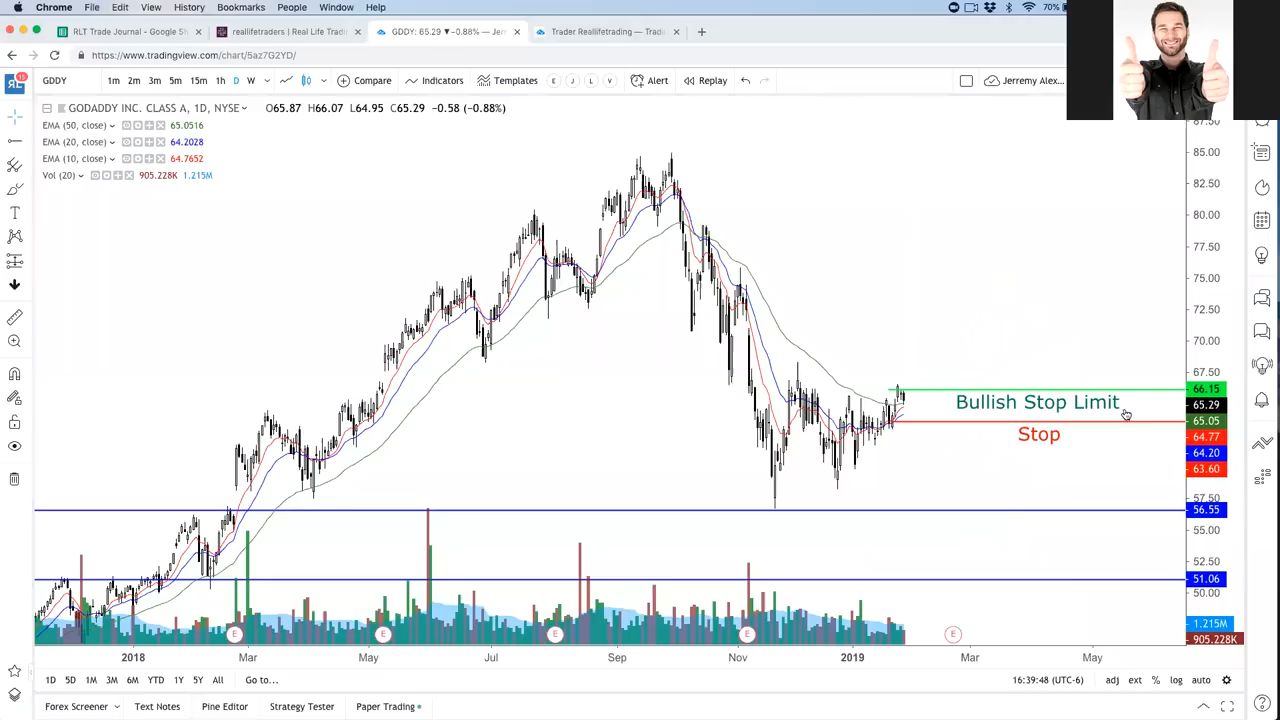 Chrome File Edit View History Bookmarks People Window Help 70%
RLT Trade Journal - Google Sh
reallifetraders | Real Life Tradi
GDDY: 65.29 ▼−0.88% — Jerr
Trader Reallifetrading — Trad
https://www.tradingview.com/chart/5az7G2YD/
RL 15 GDDY 1m 2m 3m 5m 15m 1h D W Compare Indicators Templates E J L V Alert Replay Jerremy Alex...
GODADDY INC. CLASS A, 1D, NYSE O65.87 H66.07 L64.95 C65.29 −0.58 (−0.88%)
EMA (50, close) 65.0516
EMA (20, close) 64.2028
EMA (10, close) 64.7652
Vol (20) 905.228K 1.215M
87.50
85.00
82.50
80.00
77.50
75.00
72.50
70.00
67.50
66.15
Bullish Stop Limit 65.29
65.05
Stop 64.77
64.20
63.60
57.50
56.55
55.00
52.50
51.06
50.00
1.215M
E E E E E 905.228K
2018 Mar May Jul Sep Nov 2019 Mar May
1D 5D 1M 3M 6M YTD 1Y 5Y All Go to... 16:39:48 (UTC-6) adj ext % log auto
Forex Screener Text Notes Pine Editor Strategy Tester Paper Trading